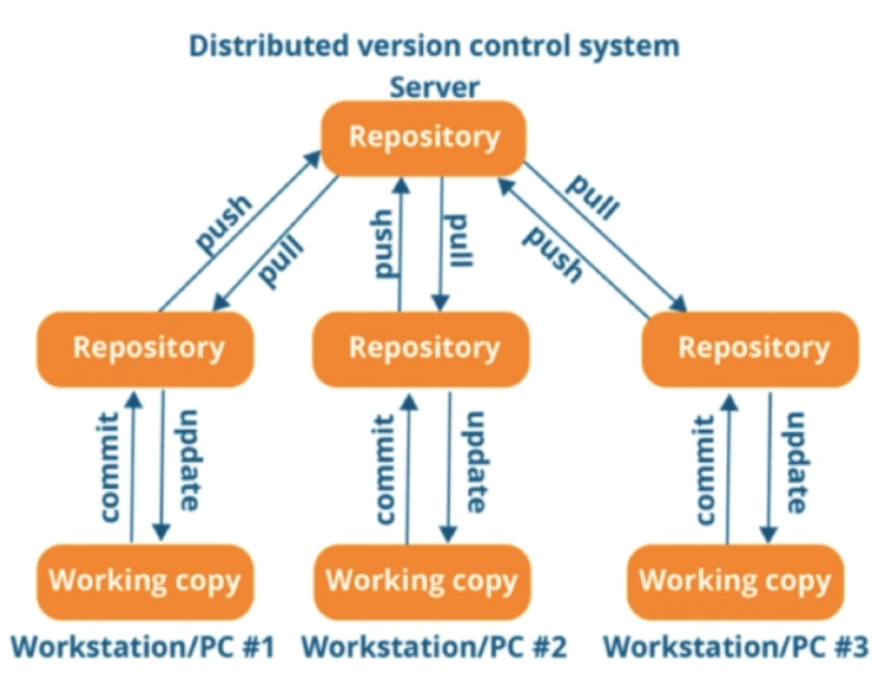 Distributed version control system
Server
Repository
push
pull
push
pull
push
pull
Repository
Repository
Repository
commit
update
commit
update
commit
update
Working copy
Working copy
Working copy
Workstation/PC #1
Workstation/PC #2
Workstation/PC #3